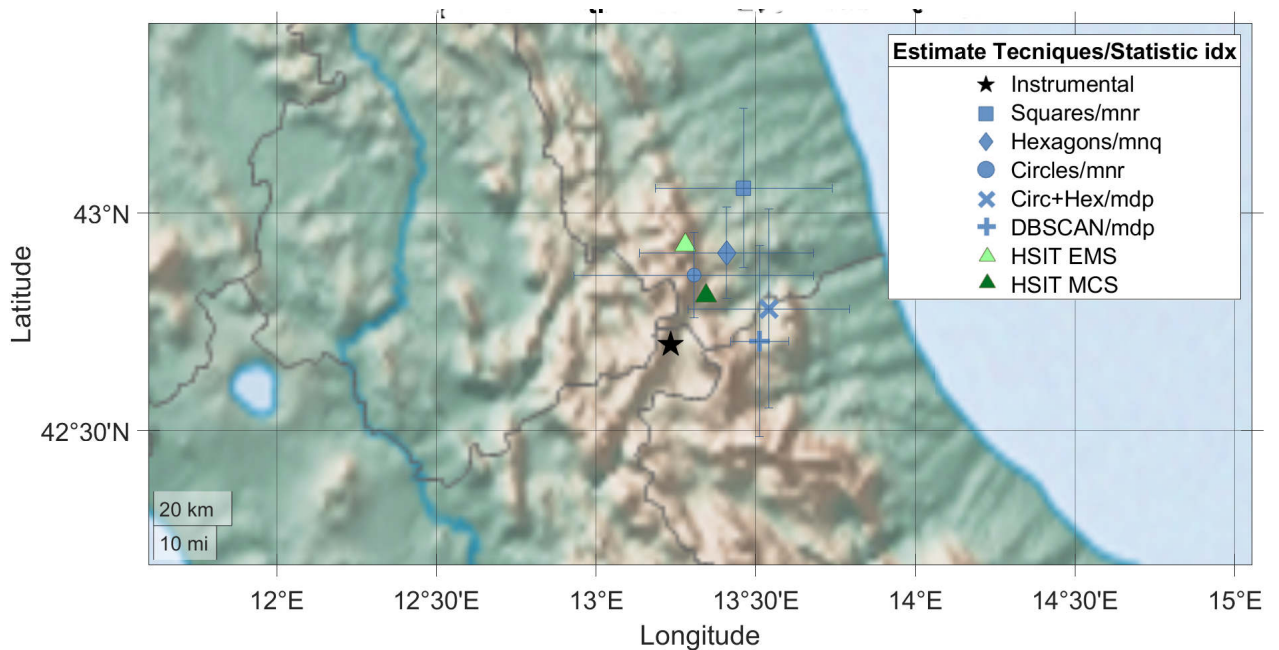 Estimate Tecniques/Statistic idx
Instrumental
Squares/mnr
Hexagons/mnq
Circles/mnr
Circ+Hex/mdp
DBSCAN/mdp
HSIT EMS
HSIT MCS
43°N
42°30'N
Latitude
20 km
10 mi
12°E
12°30'E
13°E
13°30'E
14°E
14°30'E
15°E
Longitude